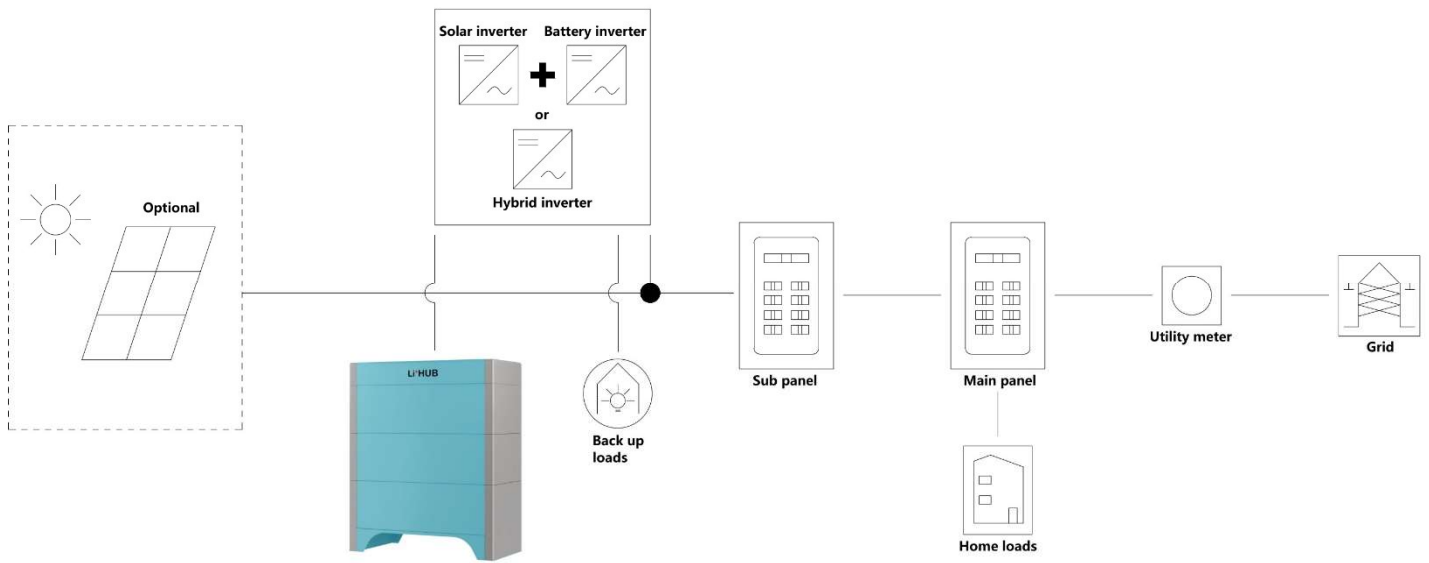 Solar inverter
Battery inverter
or
Hybrid inverter
Optional
Li⁺HUB
Back up
loads
Sub panel
Main panel
Utility meter
Grid
Home loads